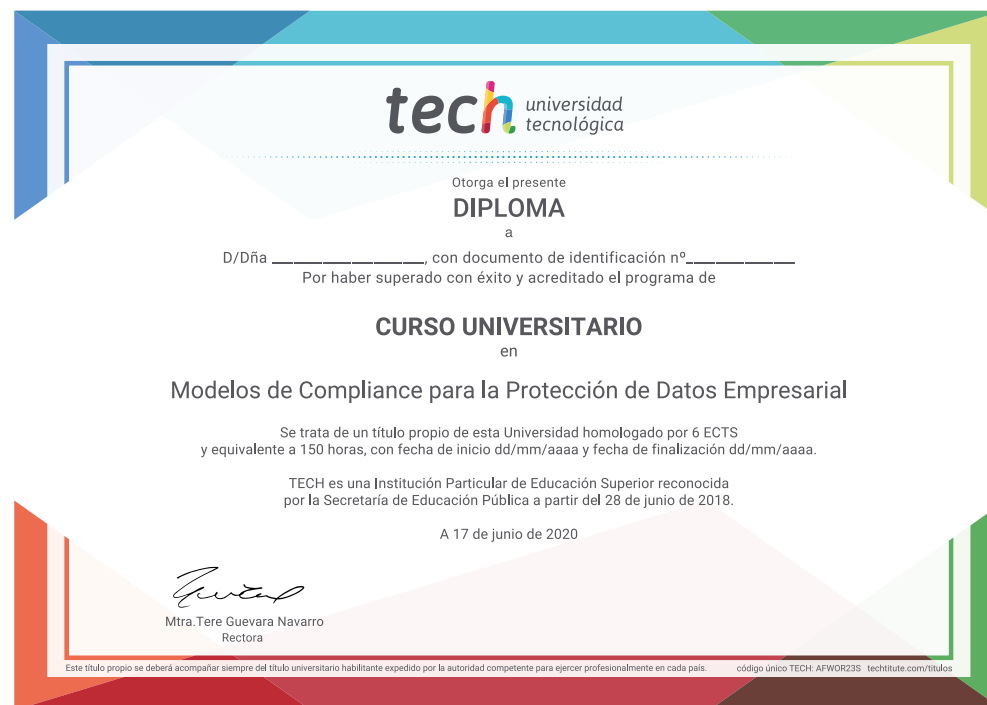 tech universidad
tecnológica
Otorga el presente
DIPLOMA
a
D/Dña ______________, con documento de identificación nº__________
Por haber superado con éxito y acreditado el programa de
CURSO UNIVERSITARIO
en
Modelos de Compliance para la Protección de Datos Empresarial
Se trata de un título propio de esta Universidad homologado por 6 ECTS
y equivalente a 150 horas, con fecha de inicio dd/mm/aaaa y fecha de finalización dd/mm/aaaa.
TECH es una Institución Particular de Educación Superior reconocida
por la Secretaría de Educación Pública a partir del 28 de junio de 2018.
A 17 de junio de 2020
Mtra.Tere Guevara Navarro
Rectora
Este título propio se deberá acompañar siempre del título universitario habilitante expedido por la autoridad competente para ejercer profesionalmente en cada país. código único TECH: AFWOR23S techtitute.com/titulos